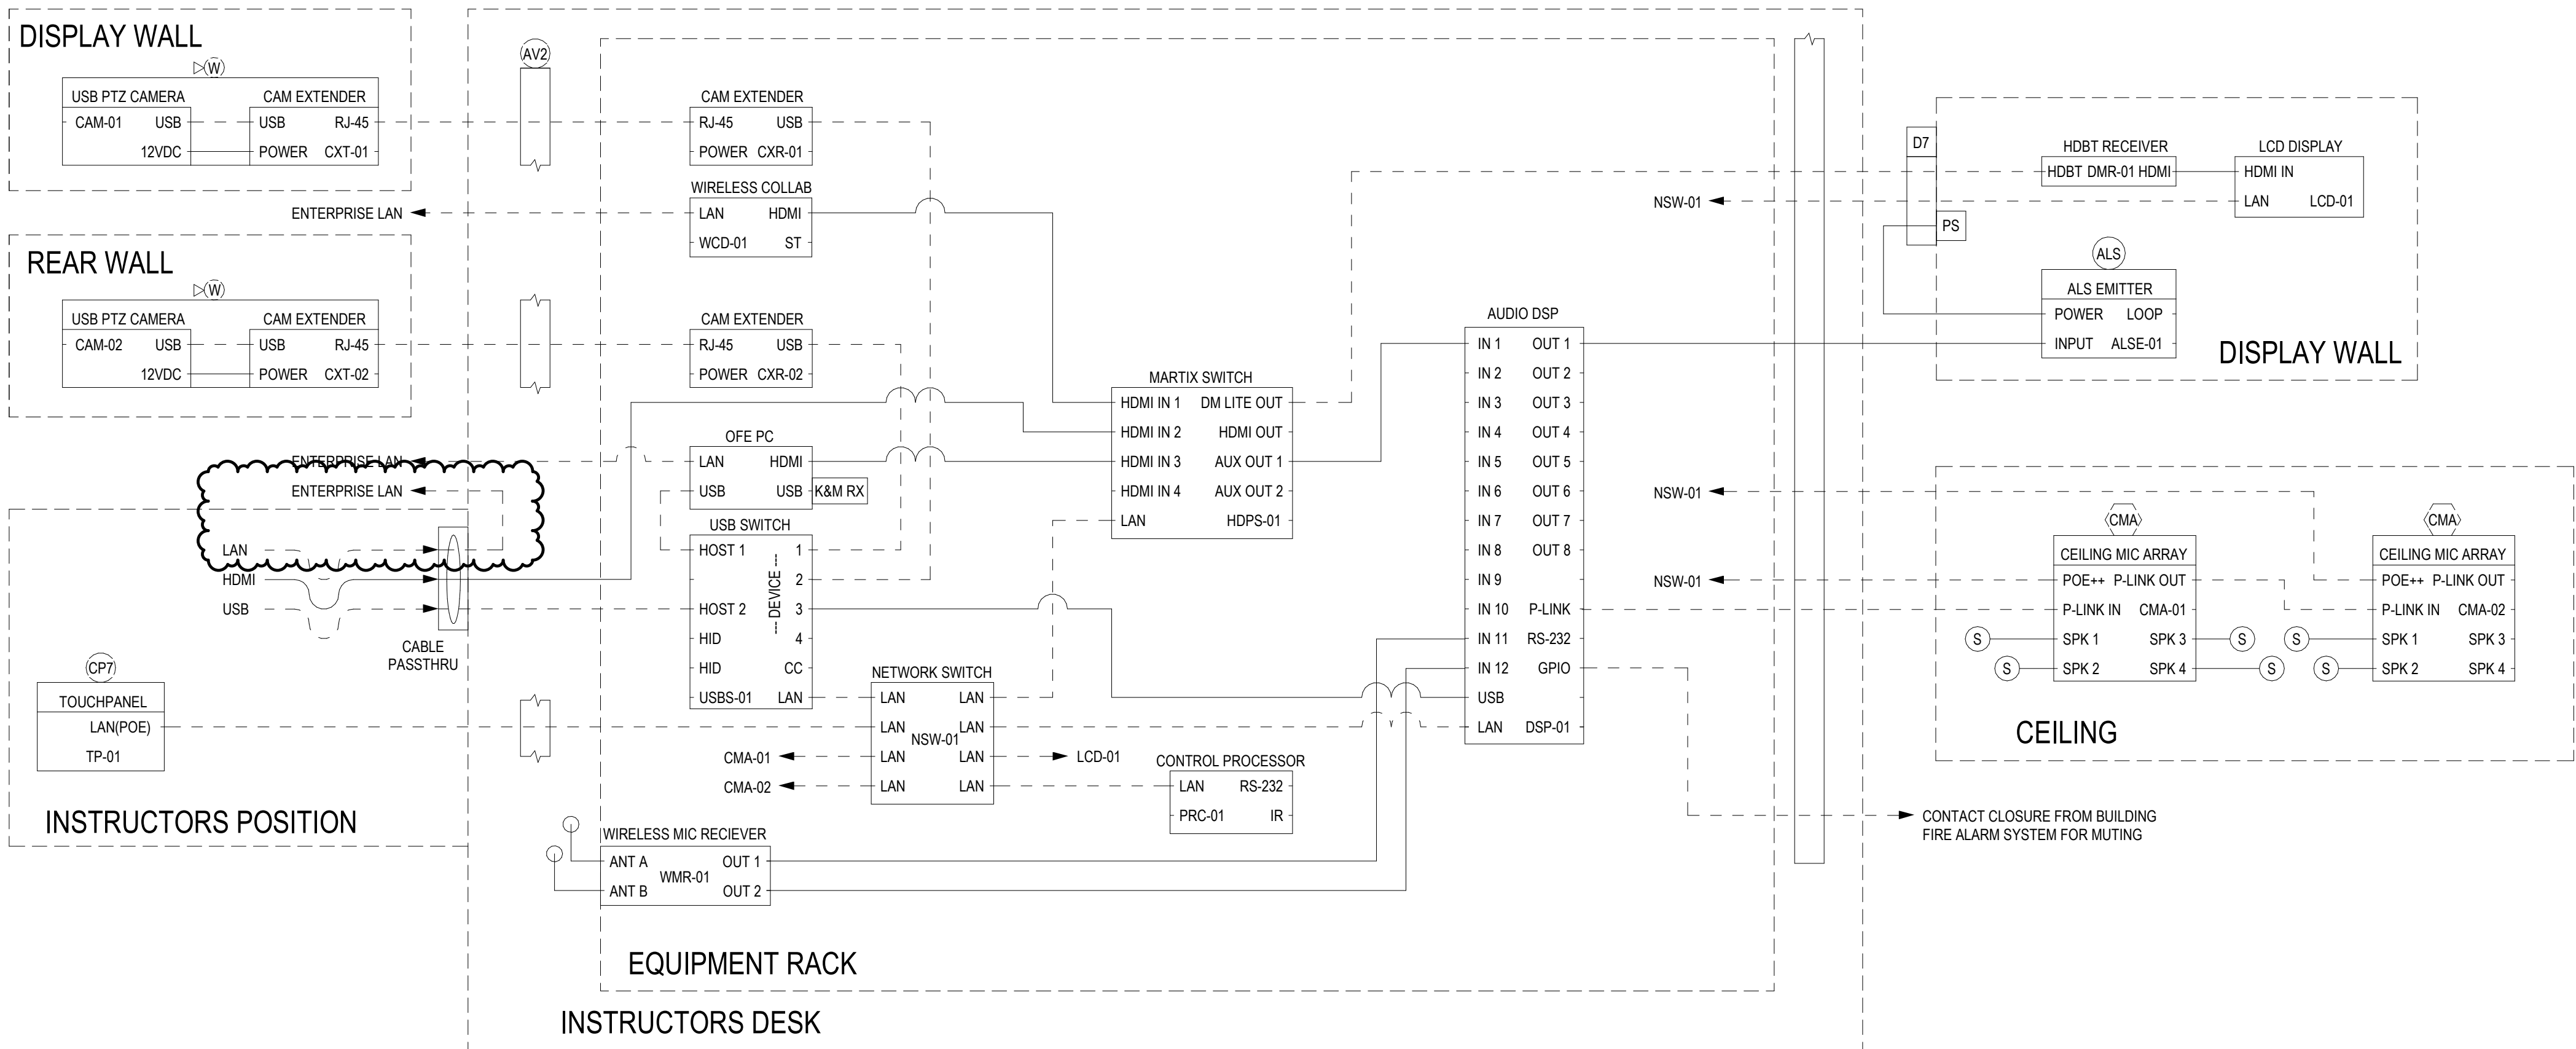 DISPLAY WALL
W
USB PTZ CAMERA
CAM-01
USB
12VDC
CAM EXTENDER
USB
RJ-45
POWER
CXT-01
ENTERPRISE LAN
REAR WALL
W
USB PTZ CAMERA
CAM-02
USB
12VDC
CAM EXTENDER
USB
RJ-45
POWER
CXT-02
ENTERPRISE LAN
ENTERPRISE LAN
LAN
HDMI
USB
CABLE
PASSTHRU
CP7
TOUCHPANEL
LAN(POE)
TP-01
INSTRUCTORS POSITION
AV2
CAM EXTENDER
RJ-45
USB
POWER
CXR-01
WIRELESS COLLAB
LAN
HDMI
WCD-01
ST
CAM EXTENDER
RJ-45
USB
POWER
CXR-02
OFE PC
LAN
HDMI
USB
USB
K&M RX
USB SWITCH
HOST 1
1
2
HOST 2
3
HID
4
HID
CC
USBS-01
LAN
--- DEVICE ---
NETWORK SWITCH
LAN
LAN
LAN
LAN
NSW-01
LAN
LAN
LAN
LAN
CMA-01
CMA-02
LCD-01
WIRELESS MIC RECIEVER
ANT A
OUT 1
WMR-01
ANT B
OUT 2
CONTROL PROCESSOR
LAN
RS-232
PRC-01
IR
MARTIX SWITCH
HDMI IN 1
DM LITE OUT
HDMI IN 2
HDMI OUT
HDMI IN 3
AUX OUT 1
HDMI IN 4
AUX OUT 2
LAN
HDPS-01
AUDIO DSP
IN 1
OUT 1
IN 2
OUT 2
IN 3
OUT 3
IN 4
OUT 4
IN 5
OUT 5
IN 6
OUT 6
IN 7
OUT 7
IN 8
OUT 8
IN 9
IN 10
P-LINK
IN 11
RS-232
IN 12
GPIO
USB
LAN
DSP-01
EQUIPMENT RACK
INSTRUCTORS DESK
NSW-01
NSW-01
NSW-01
D7
PS
HDBT RECEIVER
HDBT
DMR-01
HDMI
LCD DISPLAY
HDMI IN
LAN
LCD-01
ALS
ALS EMITTER
POWER
LOOP
INPUT
ALSE-01
DISPLAY WALL
CMA
CEILING MIC ARRAY
POE++
P-LINK OUT
P-LINK IN
CMA-01
SPK 1
SPK 3
SPK 2
SPK 4
S
S
S
S
CMA
CEILING MIC ARRAY
POE++
P-LINK OUT
P-LINK IN
CMA-02
SPK 1
SPK 3
SPK 2
SPK 4
S
S
CEILING
CONTACT CLOSURE FROM BUILDING
FIRE ALARM SYSTEM FOR MUTING